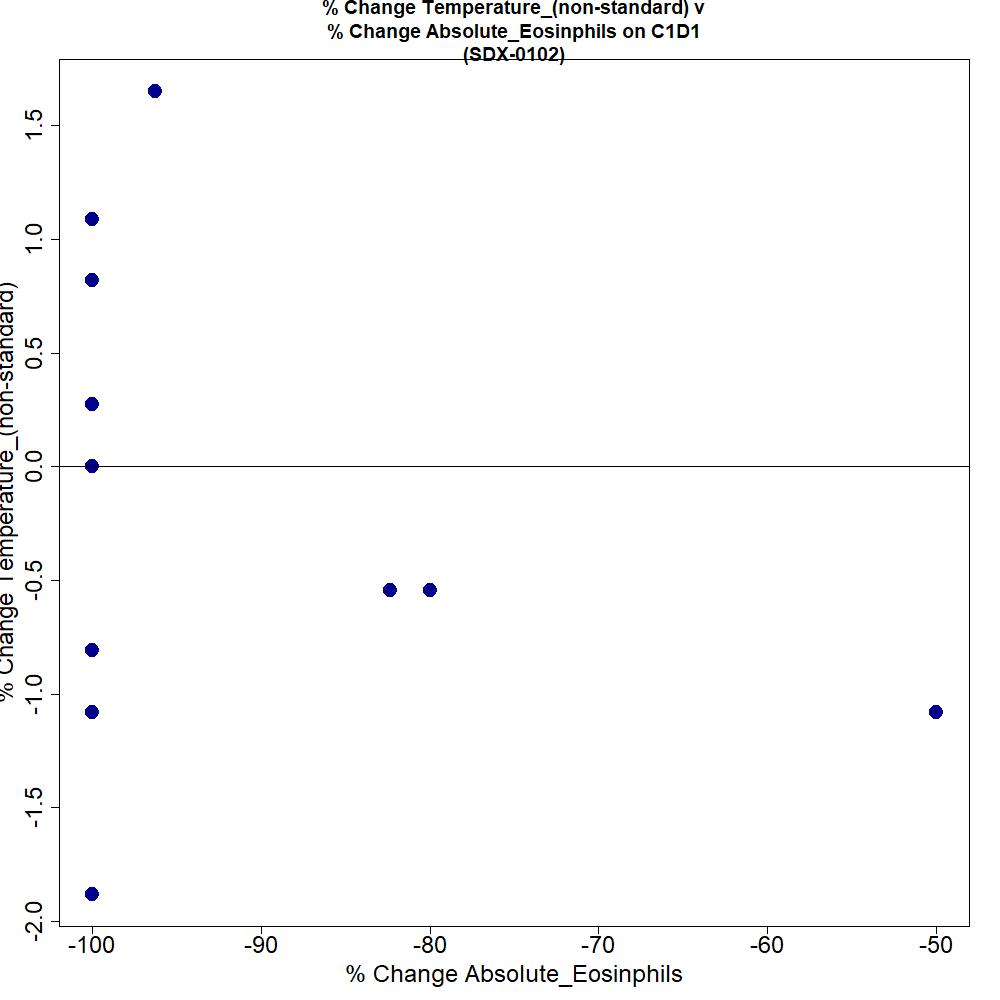 % Change Temperature_(non-standard) v
% Change Absolute_Eosinphils on C1D1
(SDX-0102)
% Change Temperature_(non-standard)
1.5
1.0
0.5
0.0
-0.5
-1.0
-1.5
-2.0
-100
-90
-80
-70
-60
-50
% Change Absolute_Eosinphils